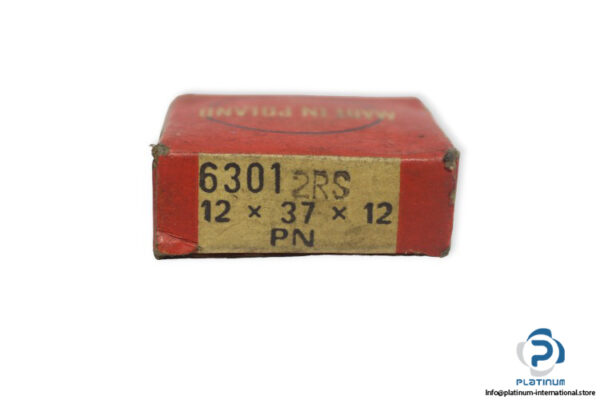 MADE IN POLAND
6301 2RS
12 × 37 × 12
PN
PLATINUM
Info@platinum-international.store